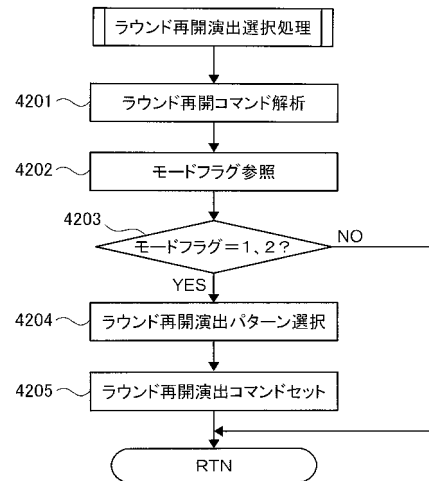 ラウンド再開演出選択処理
4201
ラウンド再開コマンド解析
4202
モードフラグ参照
4203
モードフラグ=1、2?
NO
YES
4204
ラウンド再開演出パターン選択
4205
ラウンド再開演出コマンドセット
RTN